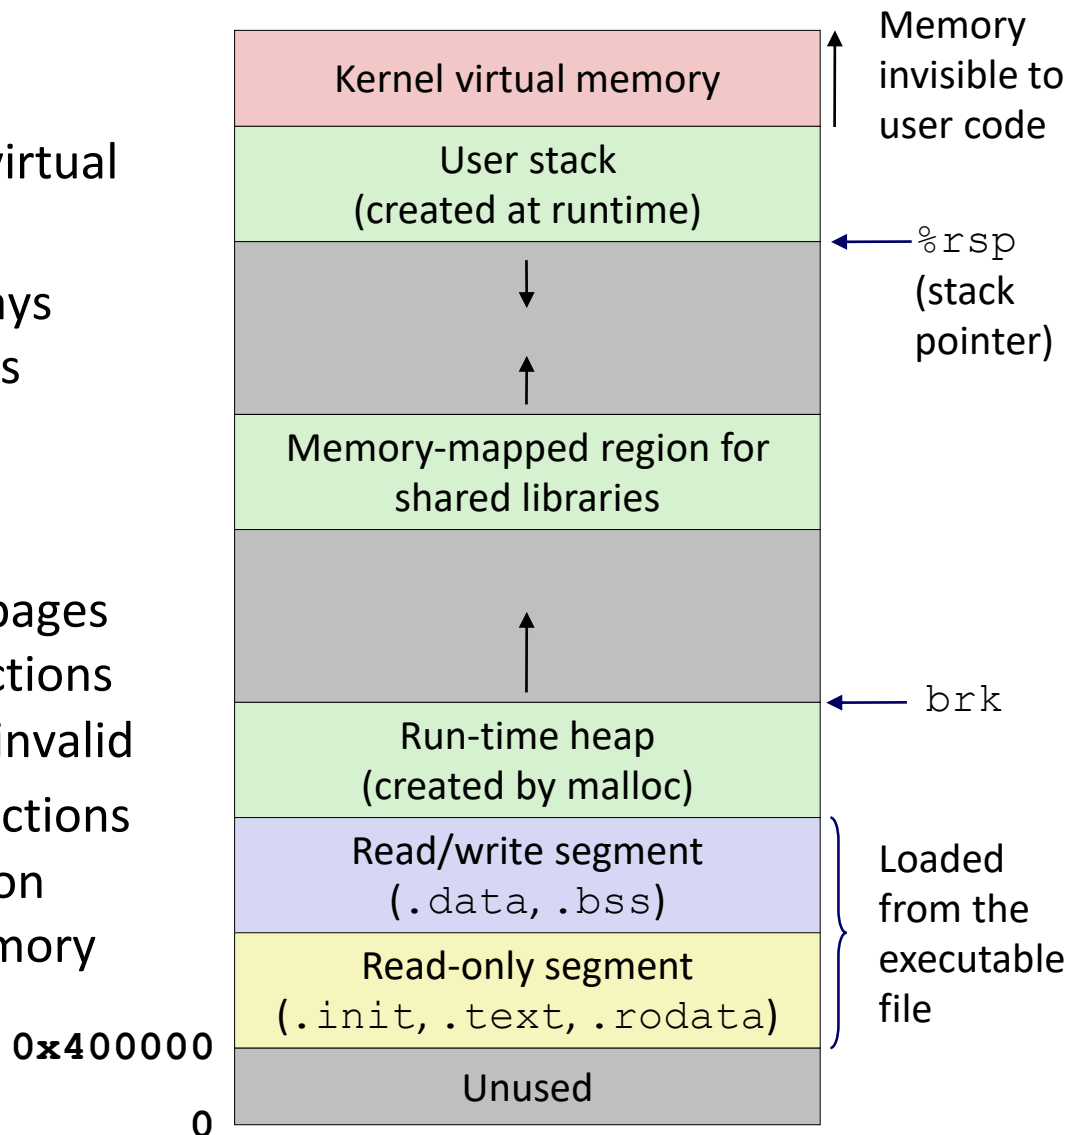 virtual
ays
s
pages
ctions
invalid
ctions
on
mory
0x400000
0
Kernel virtual memory
User stack
(created at runtime)
Memory-mapped region for
shared libraries
Run-time heap
(created by malloc)
Read/write segment
(.data, .bss)
Read-only segment
(.init, .text, .rodata)
Unused
Memory
invisible to
user code
%rsp
(stack
pointer)
brk
Loaded
from the
executable
file